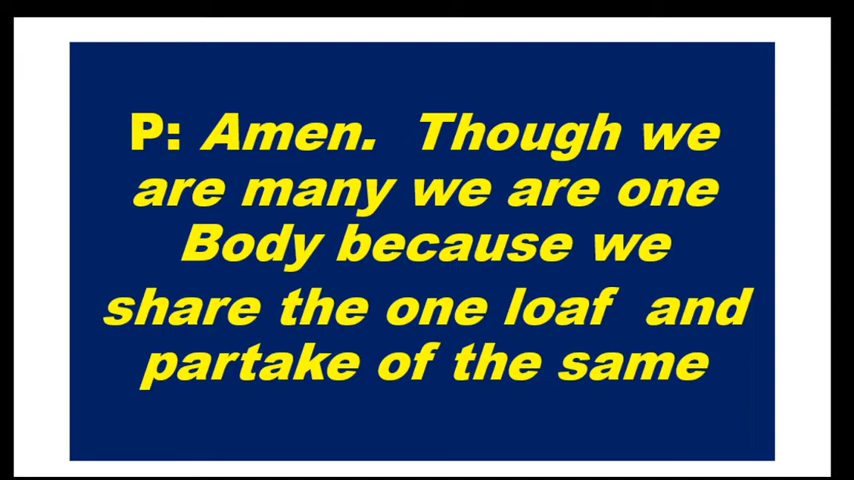 P: Amen. Though we
are many we are one
Body because we
share the one loaf and
partake of the same